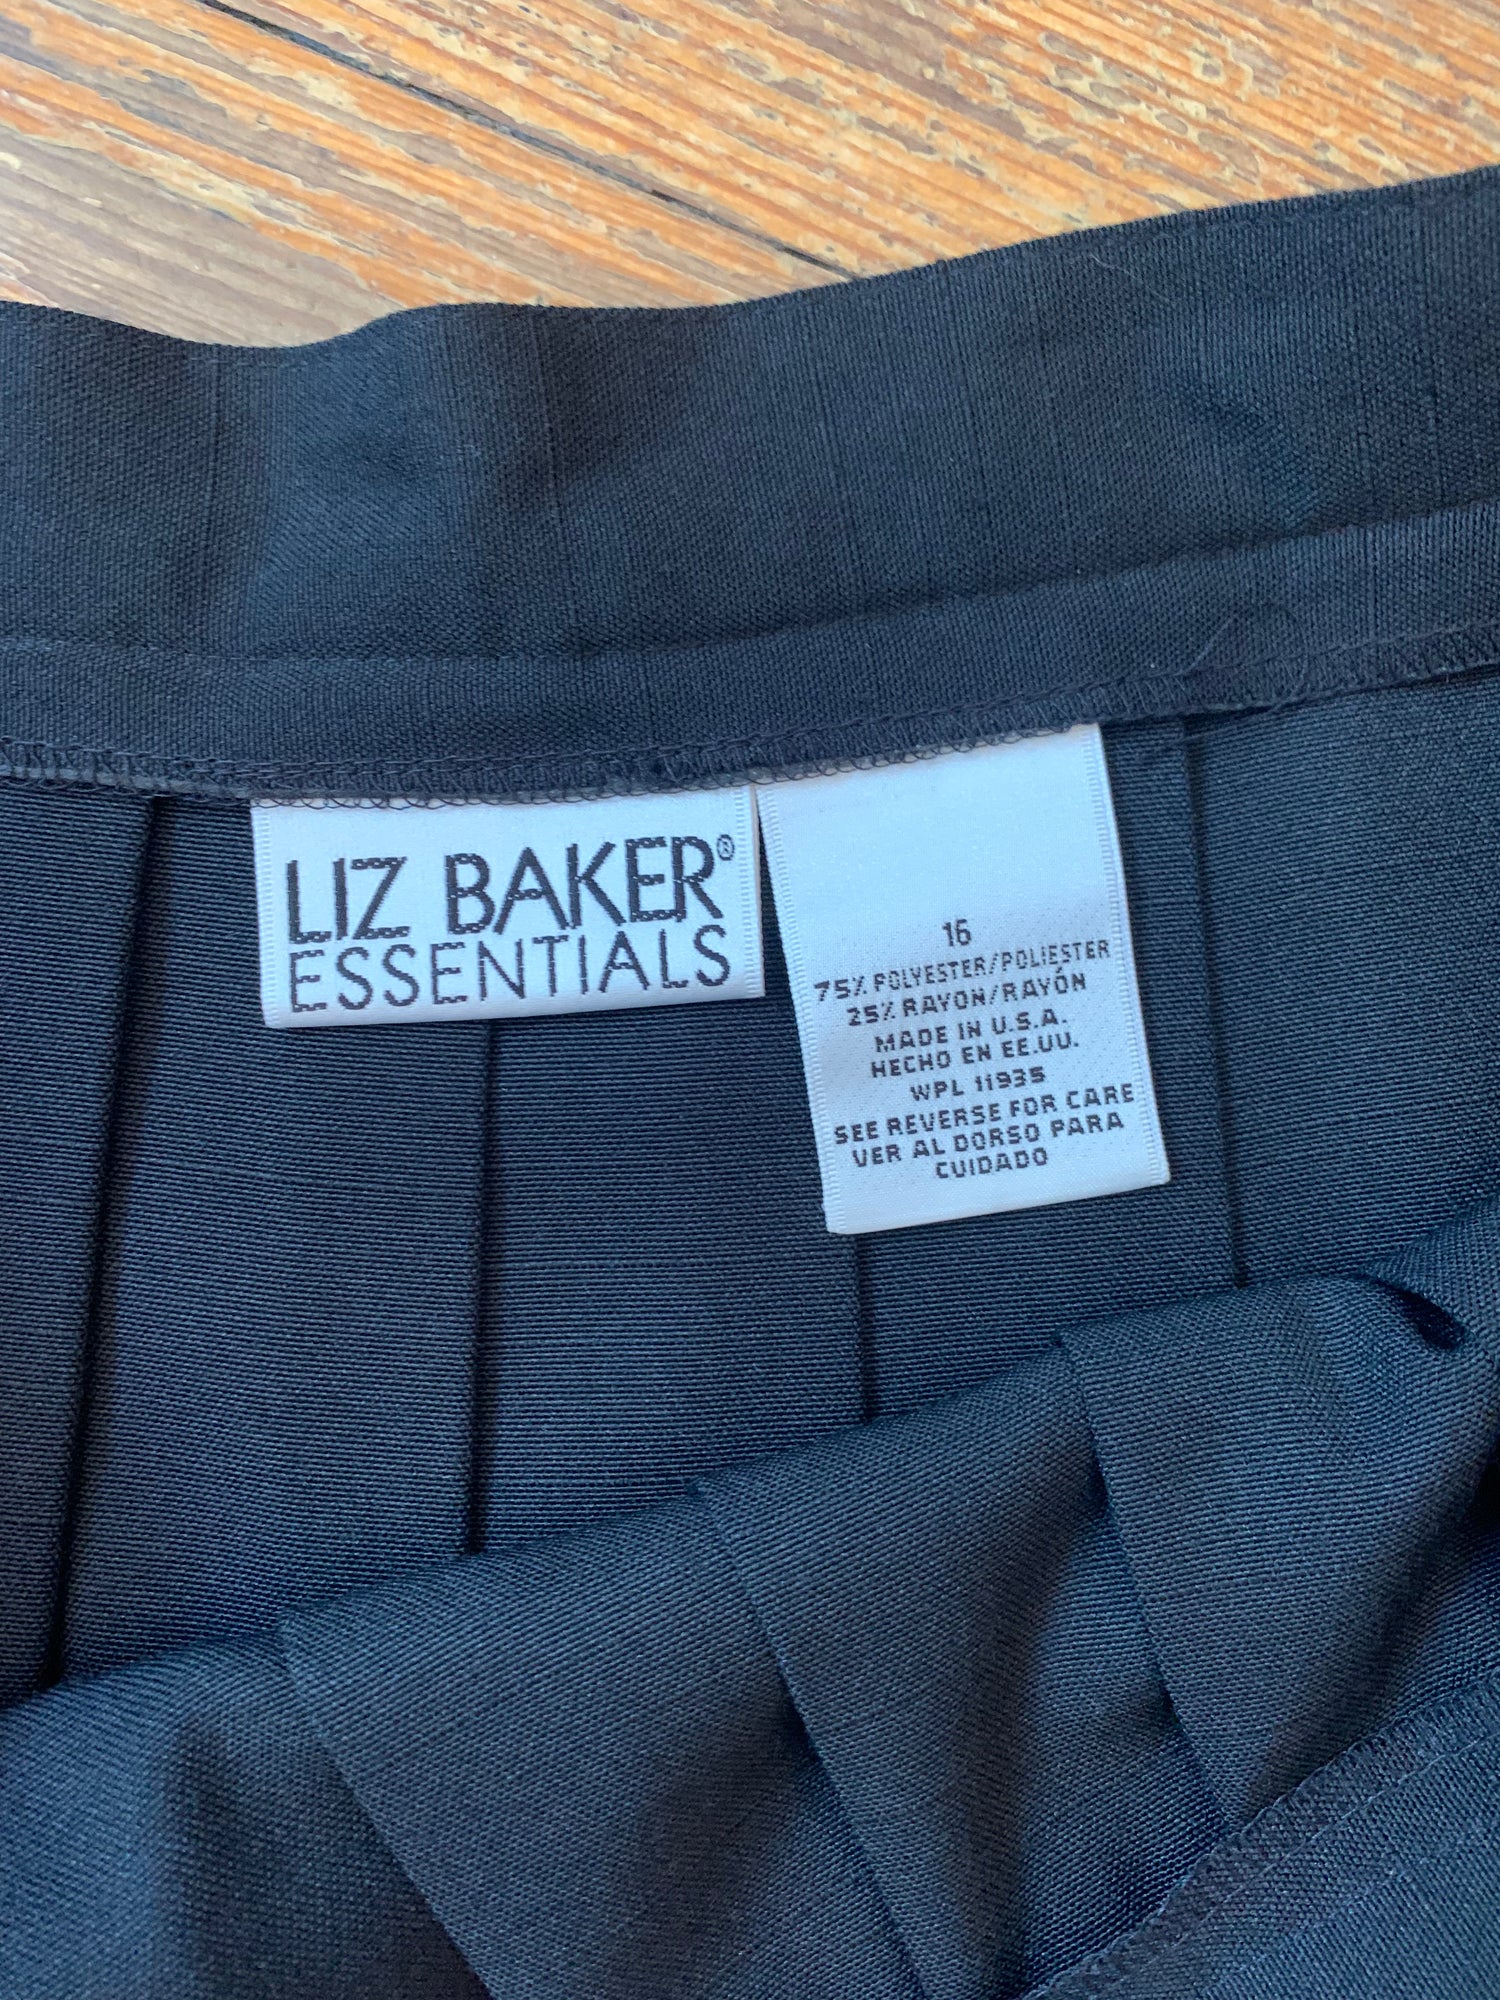 LIZ BAKER®
ESSENTIALS
16
75% POLYESTER/POLIESTER
25% RAYON/RAYÓN
MADE IN U.S.A.
HECHO EN EE.UU.
WPL 11935
SEE REVERSE FOR CARE
VER AL DORSO PARA
CUIDADO